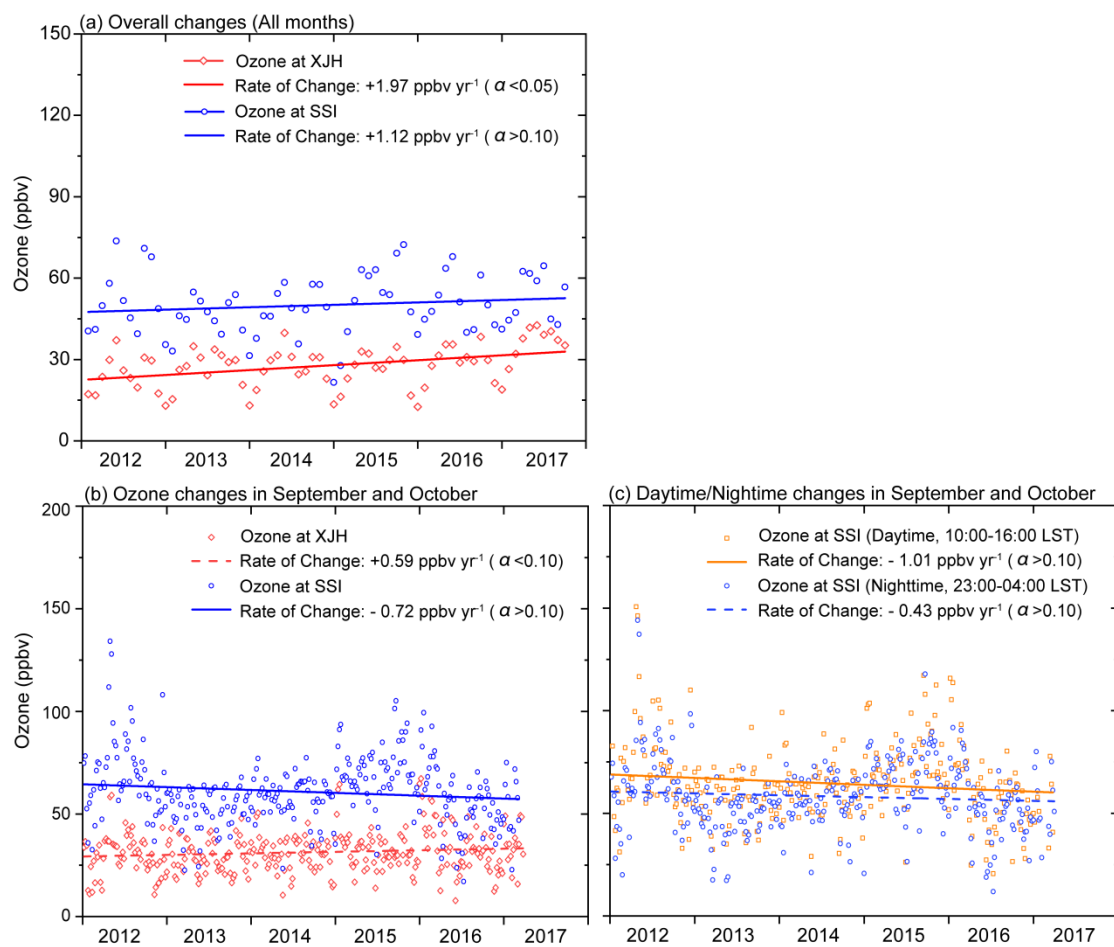 (a) Overall changes (All months)
150
120
90
60
30
0
Ozone (ppbv)
Ozone at XJH
Rate of Change: +1.97 ppbv yr⁻¹ ( α<0.05)
Ozone at SSI
Rate of Change: +1.12 ppbv yr⁻¹ ( α>0.10)
2012 2013 2014 2015 2016 2017
(b) Ozone changes in September and October
200
150
100
50
0
Ozone (ppbv)
Ozone at XJH
Rate of Change: +0.59 ppbv yr⁻¹ ( α<0.10)
Ozone at SSI
Rate of Change: - 0.72 ppbv yr⁻¹ ( α>0.10)
2012 2013 2014 2015 2016 2017
(c) Daytime/Nightime changes in September and October
Ozone at SSI (Daytime, 10:00-16:00 LST)
Rate of Change: - 1.01 ppbv yr⁻¹ ( α>0.10)
Ozone at SSI (Nighttime, 23:00-04:00 LST)
Rate of Change: - 0.43 ppbv yr⁻¹ ( α>0.10)
2012 2013 2014 2015 2016 2017